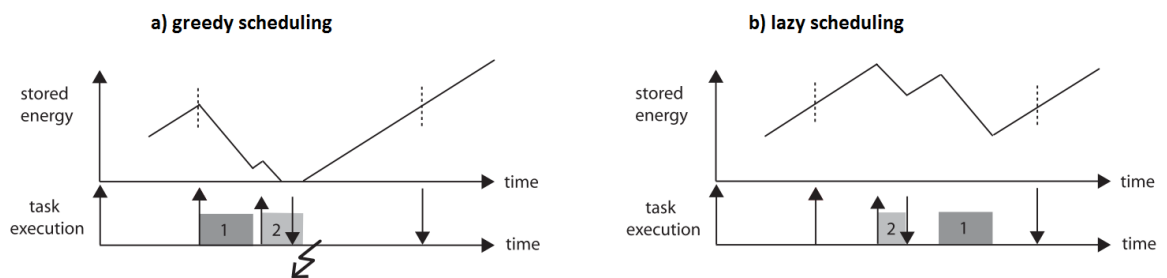 a) greedy scheduling
stored
energy
time
task
execution
1
2
time
b) lazy scheduling
stored
energy
time
task
execution
2
1
time